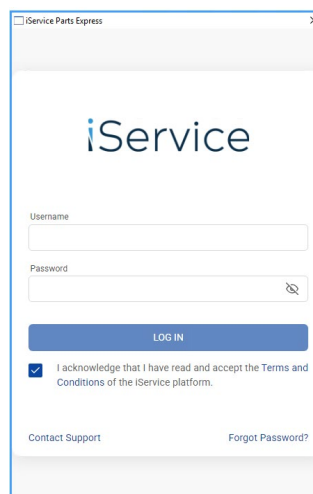 iService Parts Express
iService
Username
Password
LOG IN
I acknowledge that I have read and accept the Terms and
Conditions of the iService platform.
Contact Support
Forgot Password?